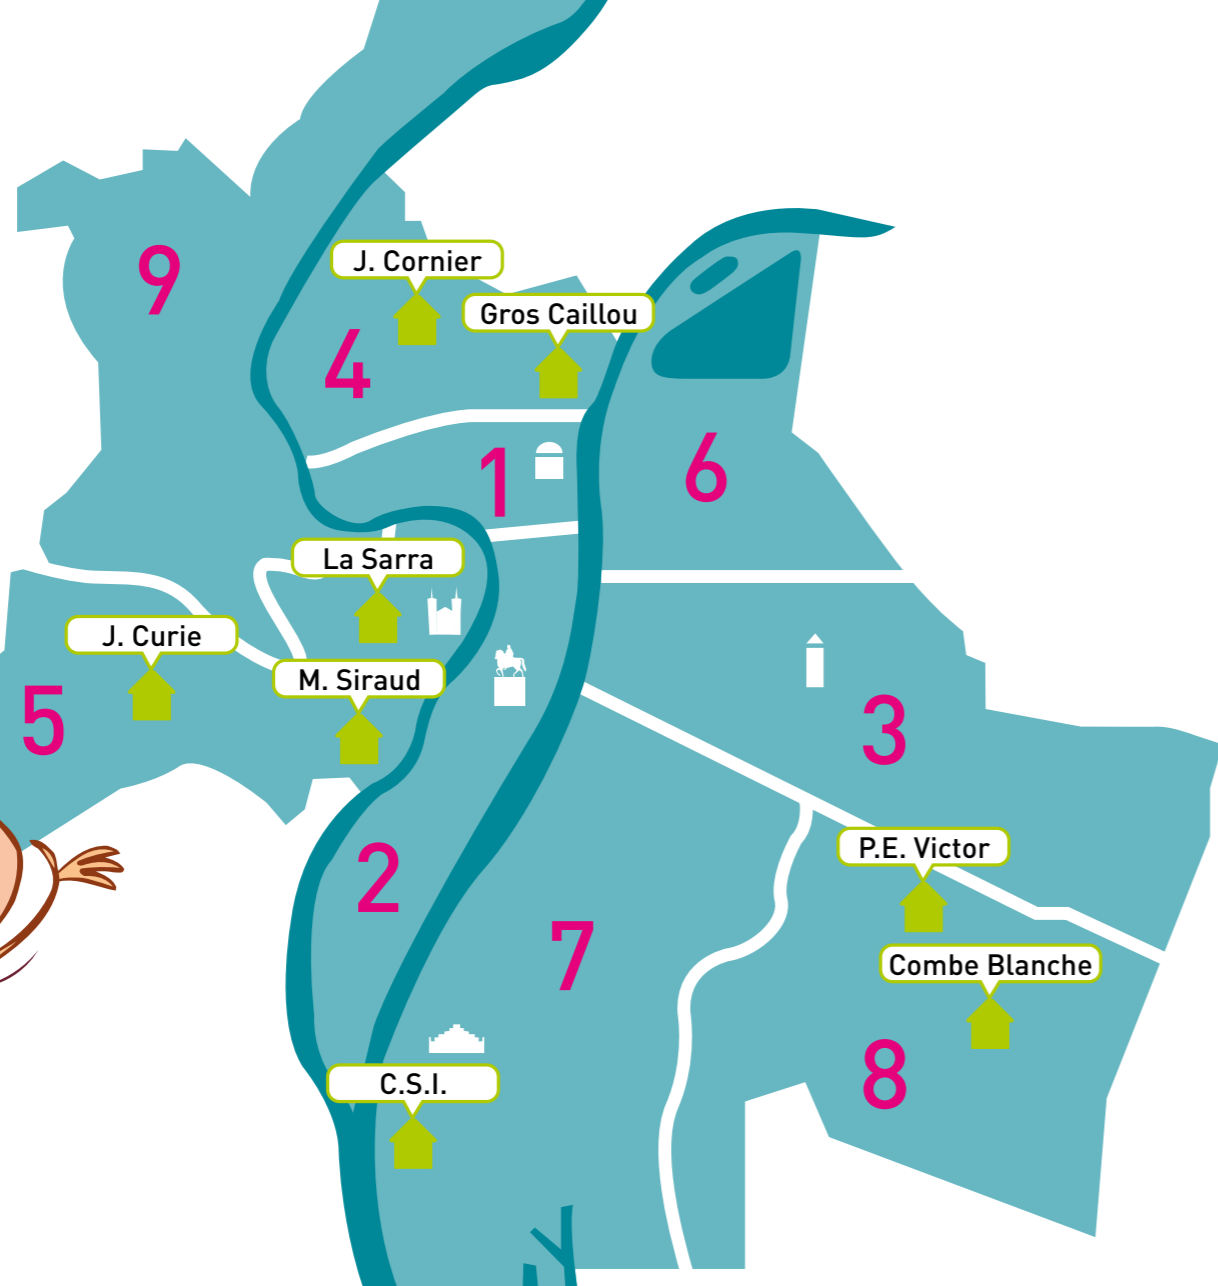 9
J. Cornier
Gros Caillou
4
1
6
La Sarra
J. Curie
M. Siraud
5
3
P.E. Victor
2
7
Combe Blanche
8
C.S.I.